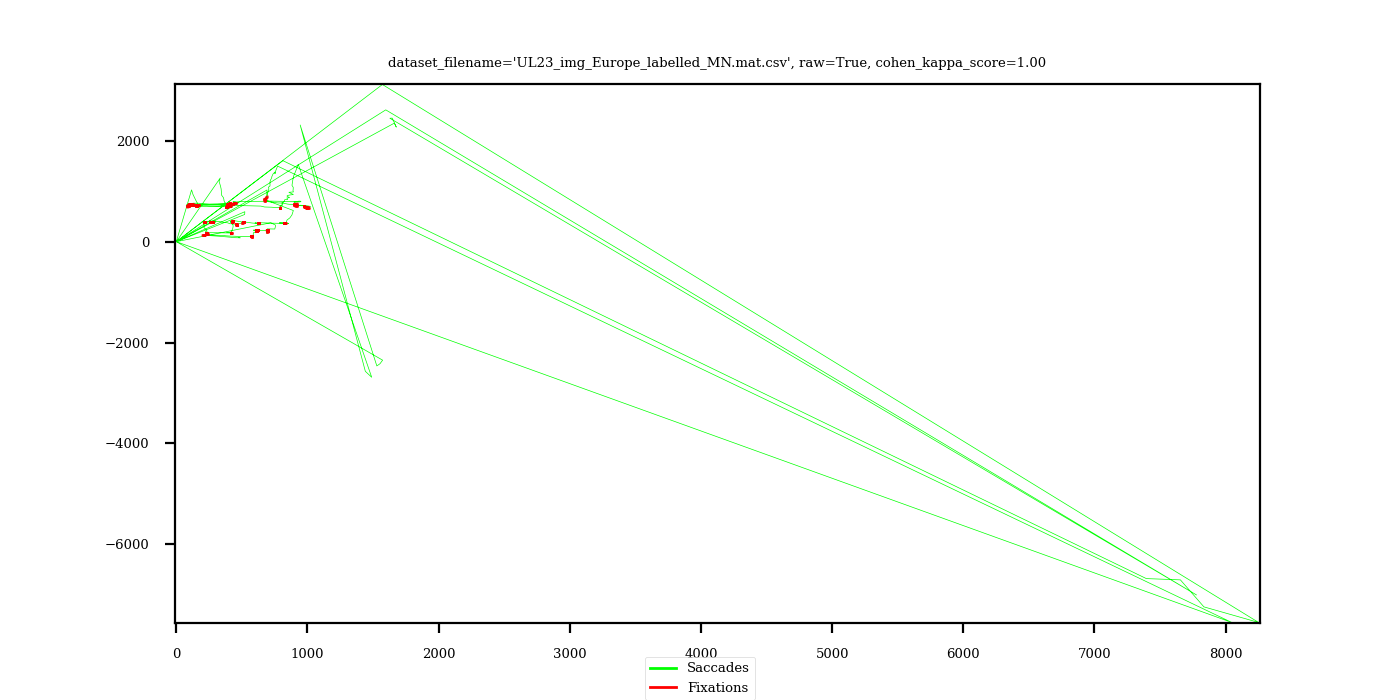 dataset_filename='UL23_img_Europe_labelled_MN.mat.csv', raw=True, cohen_kappa_score=1.00
2000
0
−2000
−4000
−6000
0 1000 2000 3000 4000 5000 6000 7000 8000
Saccades
Fixations